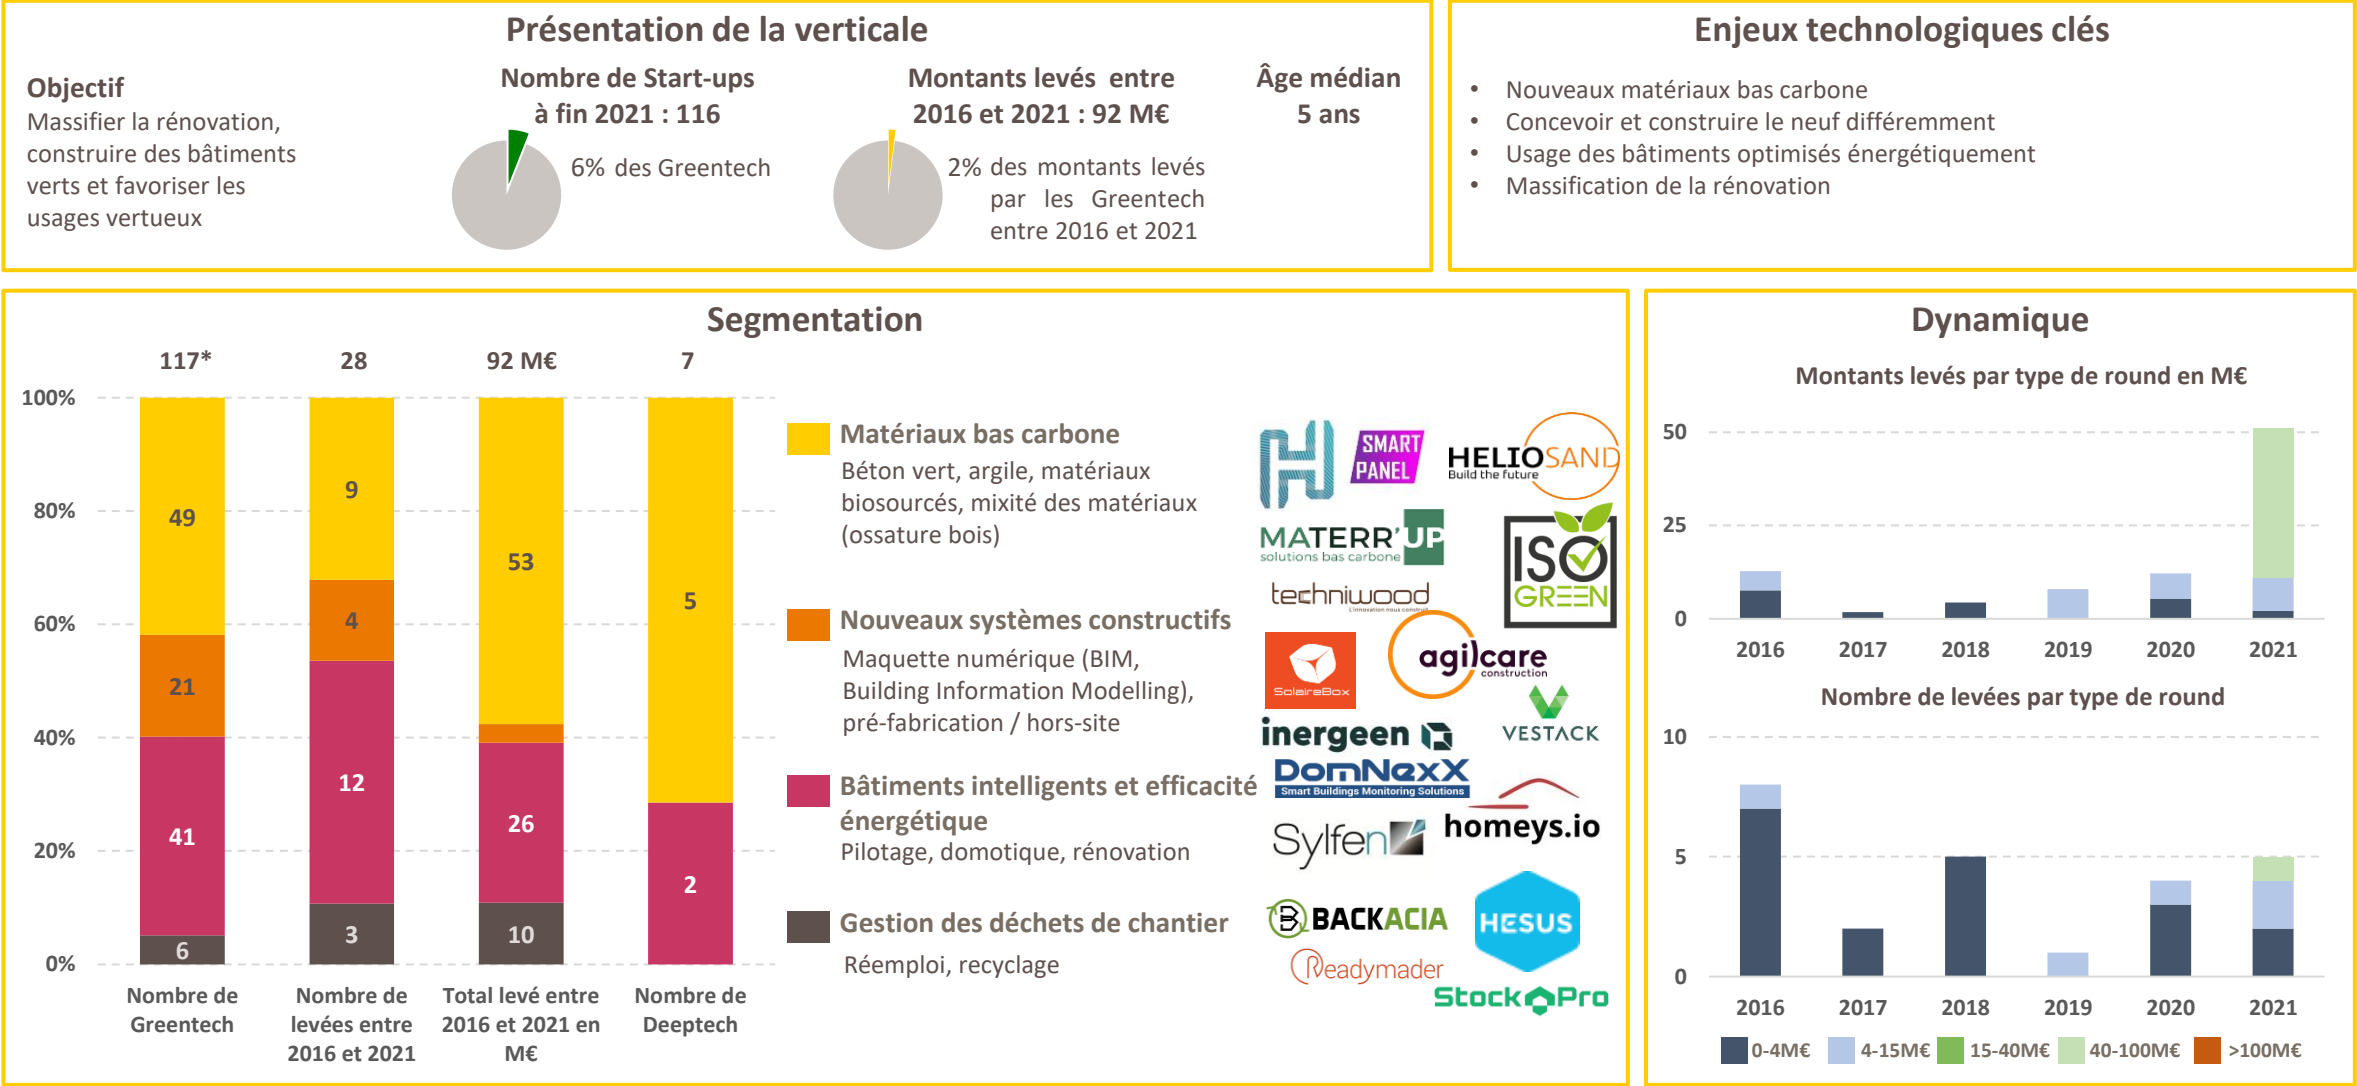 Présentation de la verticale
Objectif
Massifier la rénovation,
construire des bâtiments
verts et favoriser les
usages vertueux
Nombre de Start-ups
à fin 2021 : 116
6% des Greentech
Montants levés entre
2016 et 2021 : 92 M€
2% des montants levés
par les Greentech
entre 2016 et 2021
Âge médian
5 ans
Enjeux technologiques clés
• Nouveaux matériaux bas carbone
• Concevoir et construire le neuf différemment
• Usage des bâtiments optimisés énergétiquement
• Massification de la rénovation
Segmentation
117* 28 92 M€ 7
100%
80%
60%
40%
20%
0%
49
21
41
6
9
4
12
3
53
26
10
5
2
Nombre de
Greentech
Nombre de
levées entre
2016 et 2021
Total levé entre
2016 et 2021 en
M€
Nombre de
Deeptech
Matériaux bas carbone
Béton vert, argile, matériaux
biosourcés, mixité des matériaux
(ossature bois)
Nouveaux systèmes constructifs
Maquette numérique (BIM,
Building Information Modelling),
pré-fabrication / hors-site
Bâtiments intelligents et efficacité
énergétique
Pilotage, domotique, rénovation
Gestion des déchets de chantier
Réemploi, recyclage
SMART
PANEL
HELIOSAND
Build the future
MATERR'UP
solutions bas carbone
ISO
GREEN
techniwood
L'innovation nous construit
SolaireBox
agilcare
construction
inergeen
VESTACK
DomNexX
Smart Buildings Monitoring Solutions
Sylfen
homeys.io
BACKACIA
HESUS
Readymader
StockPro
Dynamique
Montants levés par type de round en M€
50
25
0
2016 2017 2018 2019 2020 2021
Nombre de levées par type de round
10
5
0
2016 2017 2018 2019 2020 2021
0-4M€ 4-15M€ 15-40M€ 40-100M€ >100M€